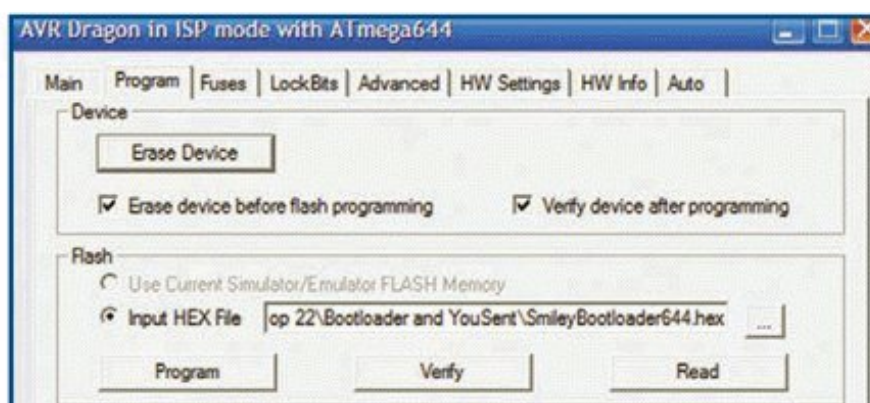 AVR Dragon in ISP mode with ATmega644
Main Program Fuses LockBits Advanced HW Settings HW Info Auto
Device
Erase Device
Erase device before flash programming Verify device after programming
Flash
Use Current Simulator/Emulator FLASH Memory
Input HEX File op 22\Bootloader and YouSent\SmileyBootloader644.hex ...
Program Verify Read